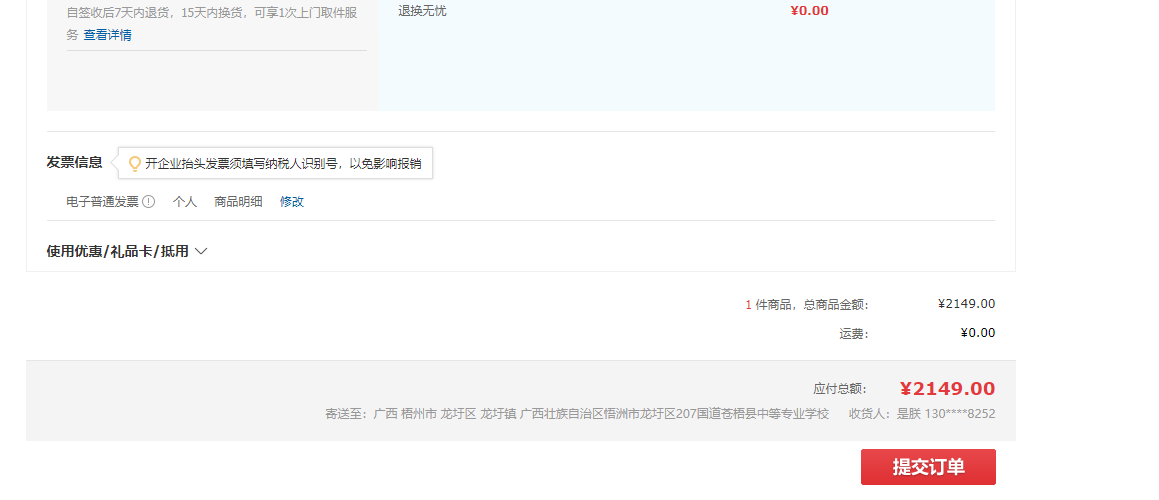 自签收后7天内退货，15天内换货，可享1次上门取件服
务 查看详情
退换无忧 ¥0.00
发票信息 开企业抬头发票须填写纳税人识别号，以免影响报销
电子普通发票 个人 商品明细 修改
使用优惠/礼品卡/抵用
1 件商品，总商品金额： ¥2149.00
运费： ¥0.00
应付总额： ¥2149.00
寄送至： 广西 梧州市 龙圩区 龙圩镇 广西壮族自治区梧洲市龙圩区207国道苍梧县中等专业学校 收货人：是朕 130****8252
提交订单